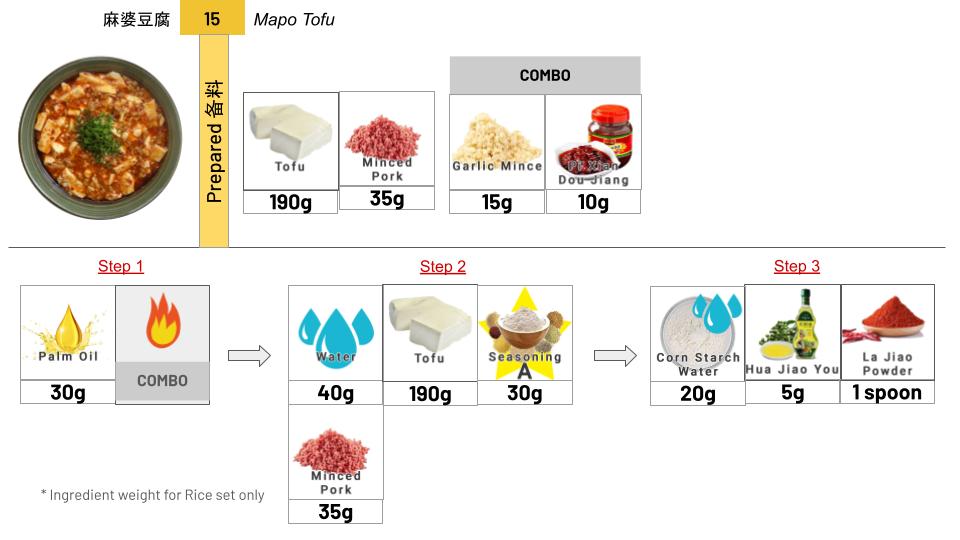 麻婆豆腐
15
Mapo Tofu
Prepared 备料
Tofu
190g
Minced
Pork
35g
COMBO
Garlic Mince
15g
Pi Xian
Dou Jiang
10g
Step 1
Palm Oil
30g
COMBO
Step 2
Water
40g
Tofu
190g
Seasoning
A
30g
Minced
Pork
35g
Step 3
Corn Starch
Water
20g
Hua Jiao You
5g
La Jiao
Powder
1 spoon
* Ingredient weight for Rice set only